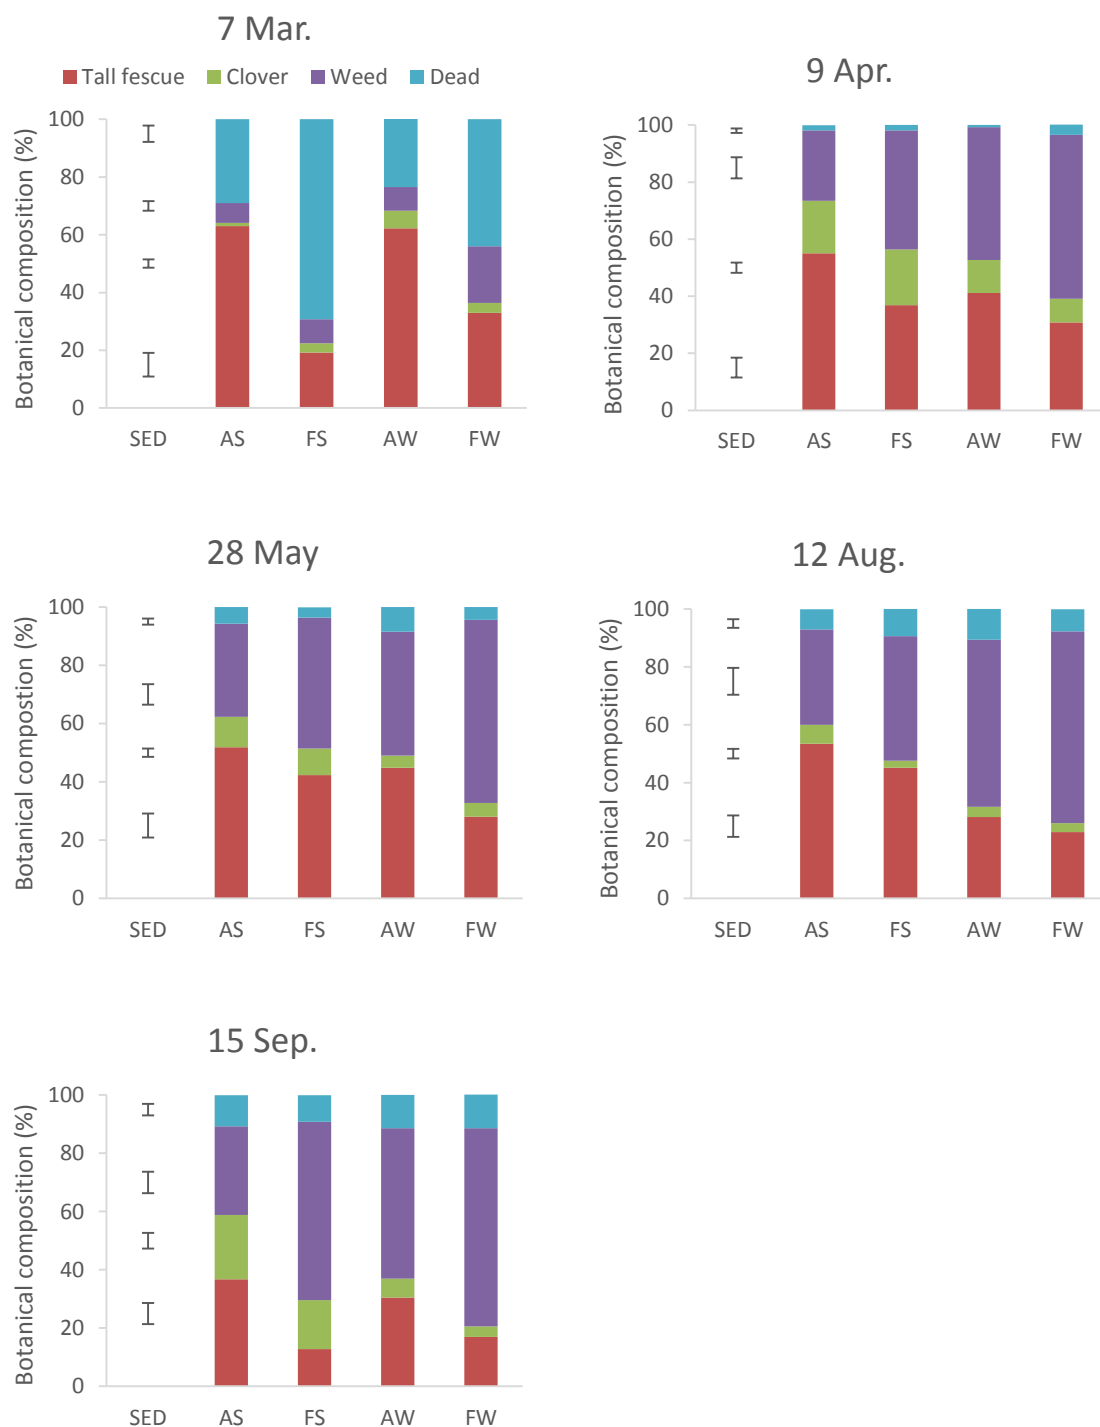 7 Mar.
Tall fescue Clover Weed Dead
Botanical composition (%)
100
80
60
40
20
0
SED AS FS AW FW
9 Apr.
Botanical composition (%)
100
80
60
40
20
0
SED AS FS AW FW
28 May
Botanical compostion (%)
100
80
60
40
20
0
SED AS FS AW FW
12 Aug.
Botanical composition (%)
100
80
60
40
20
0
SED AS FS AW FW
15 Sep.
Botanical composition (%)
100
80
60
40
20
0
SED AS FS AW FW